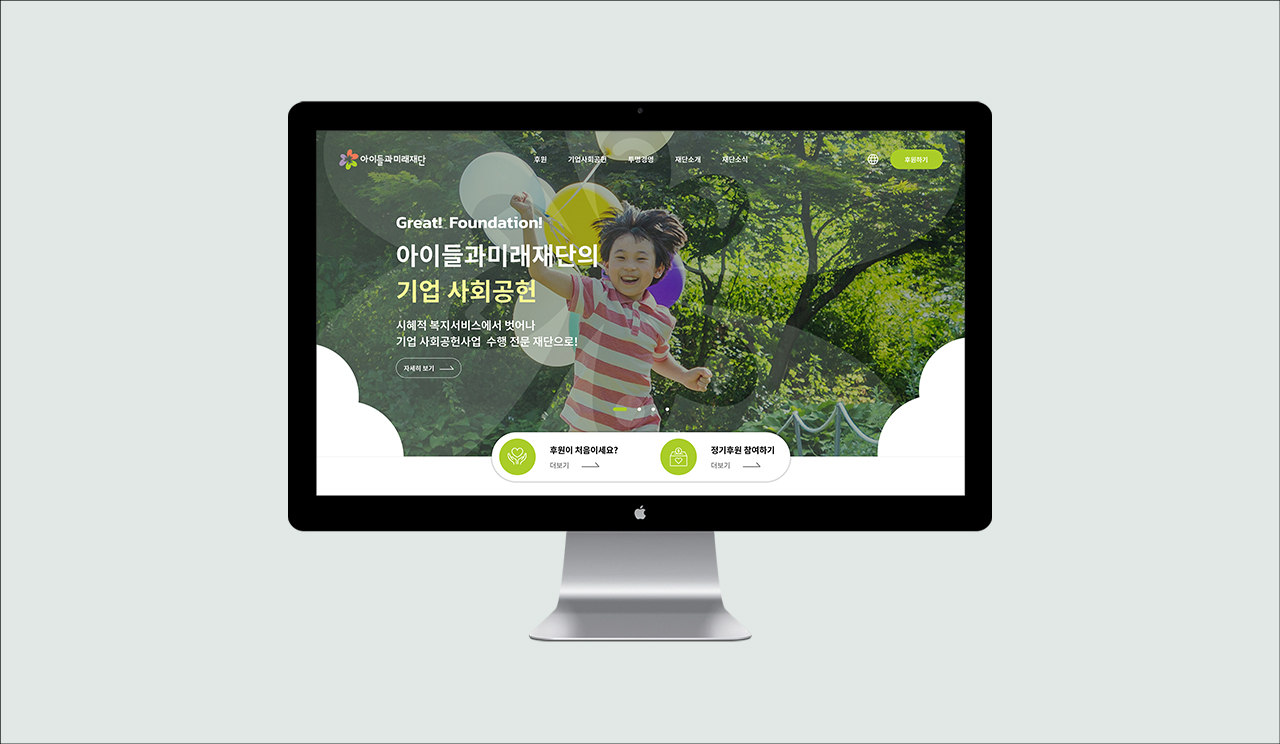 아이들과미래재단
후원
기업사회공헌
투명경영
재단소개
재단소식
후원하기
Great! Foundation!
아이들과미래재단의
기업 사회공헌
시혜적 복지서비스에서 벗어나
기업 사회공헌사업 수행 전문 재단으로!
자세히 보기
후원이 처음이세요?
더보기
정기후원 참여하기
더보기